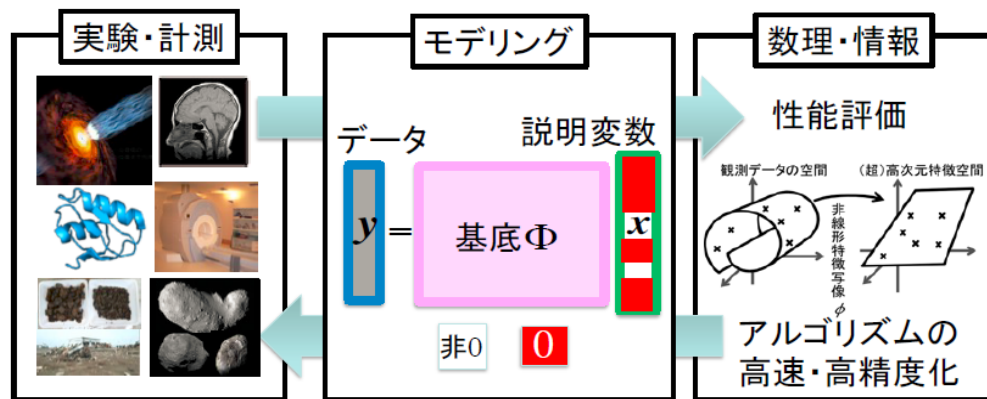 実験・計測
モデリング
データ
説明変数
y
=
基底Φ
x
非0
0
数理・情報
性能評価
観測データの空間
(超)高次元特徴空間
非線形特徴写像φ
アルゴリズムの
高速・高精度化